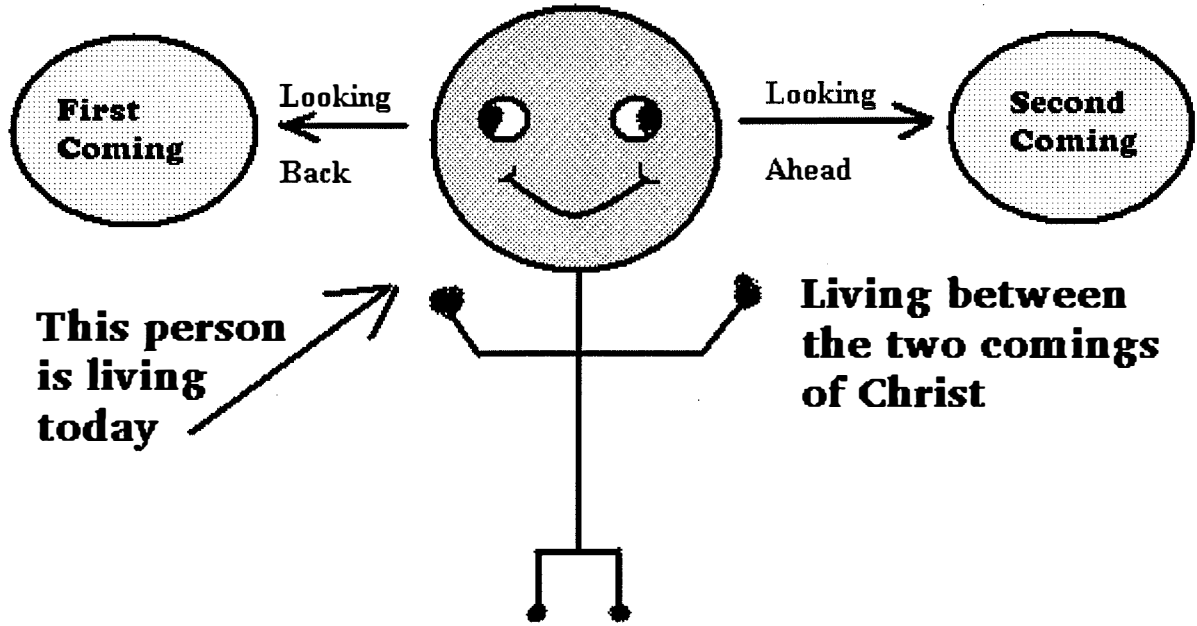 First
Coming
Looking
Back
Looking
Ahead
Second
Coming
This person
is living
today
Living between
the two comings
of Christ